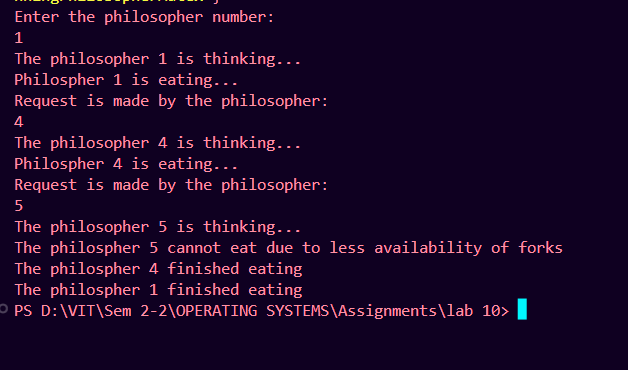 Enter the philosopher number:
1
The philosopher 1 is thinking...
Philospher 1 is eating...
Request is made by the philosopher:
4
The philosopher 4 is thinking...
Philospher 4 is eating...
Request is made by the philosopher:
5
The philosopher 5 is thinking...
The philospher 5 cannot eat due to less availability of forks
The philosopher 4 finished eating
The philosopher 1 finished eating
PS D:\VIT\Sem 2-2\OPERATING SYSTEMS\Assignments\lab 10>